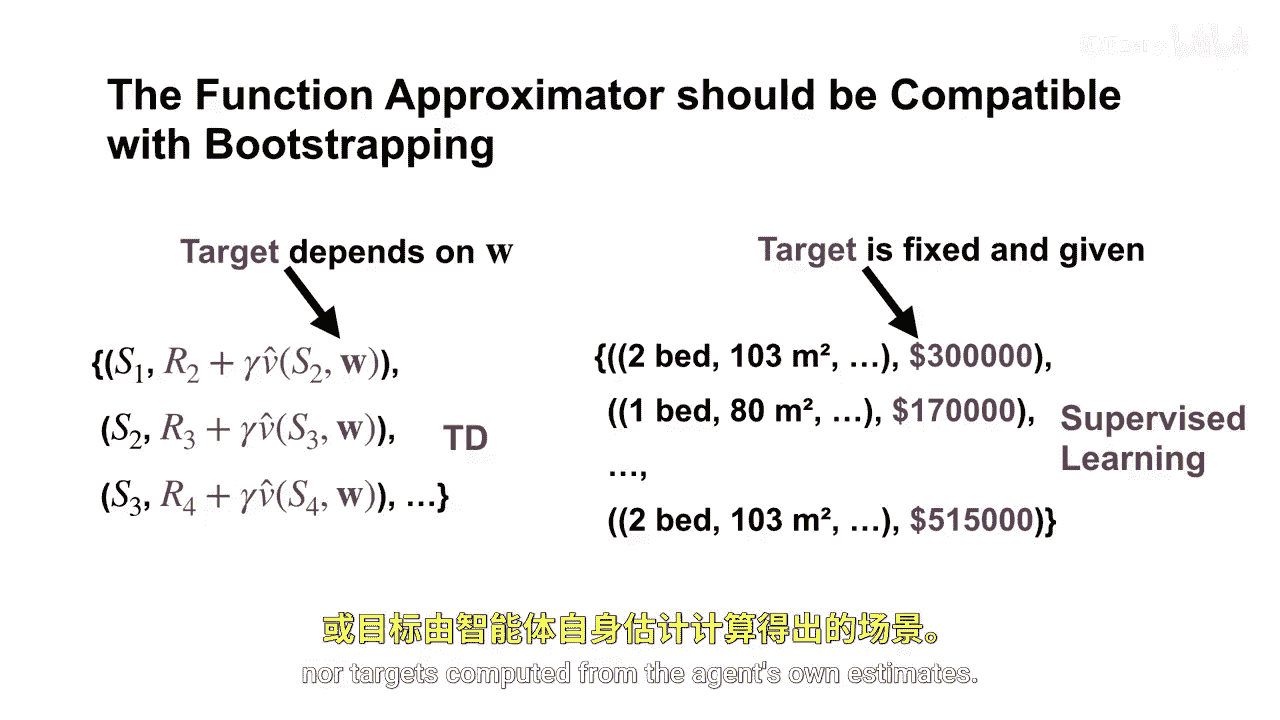 The Function Approximator should be Compatible
with Bootstrapping
Target depends on w
Target is fixed and given
{(S₁, R₂ + γv̂(S₂, w)),
(S₂, R₃ + γv̂(S₃, w)),
(S₃, R₄ + γv̂(S₄, w)), …}
TD
{((2 bed, 103 m², …), $300000),
((1 bed, 80 m², …), $170000),
…,
((2 bed, 103 m², …), $515000)}
Supervised
Learning
或目标由智能体自身估计计算得出的场景。
nor targets computed from the agent's own estimates.